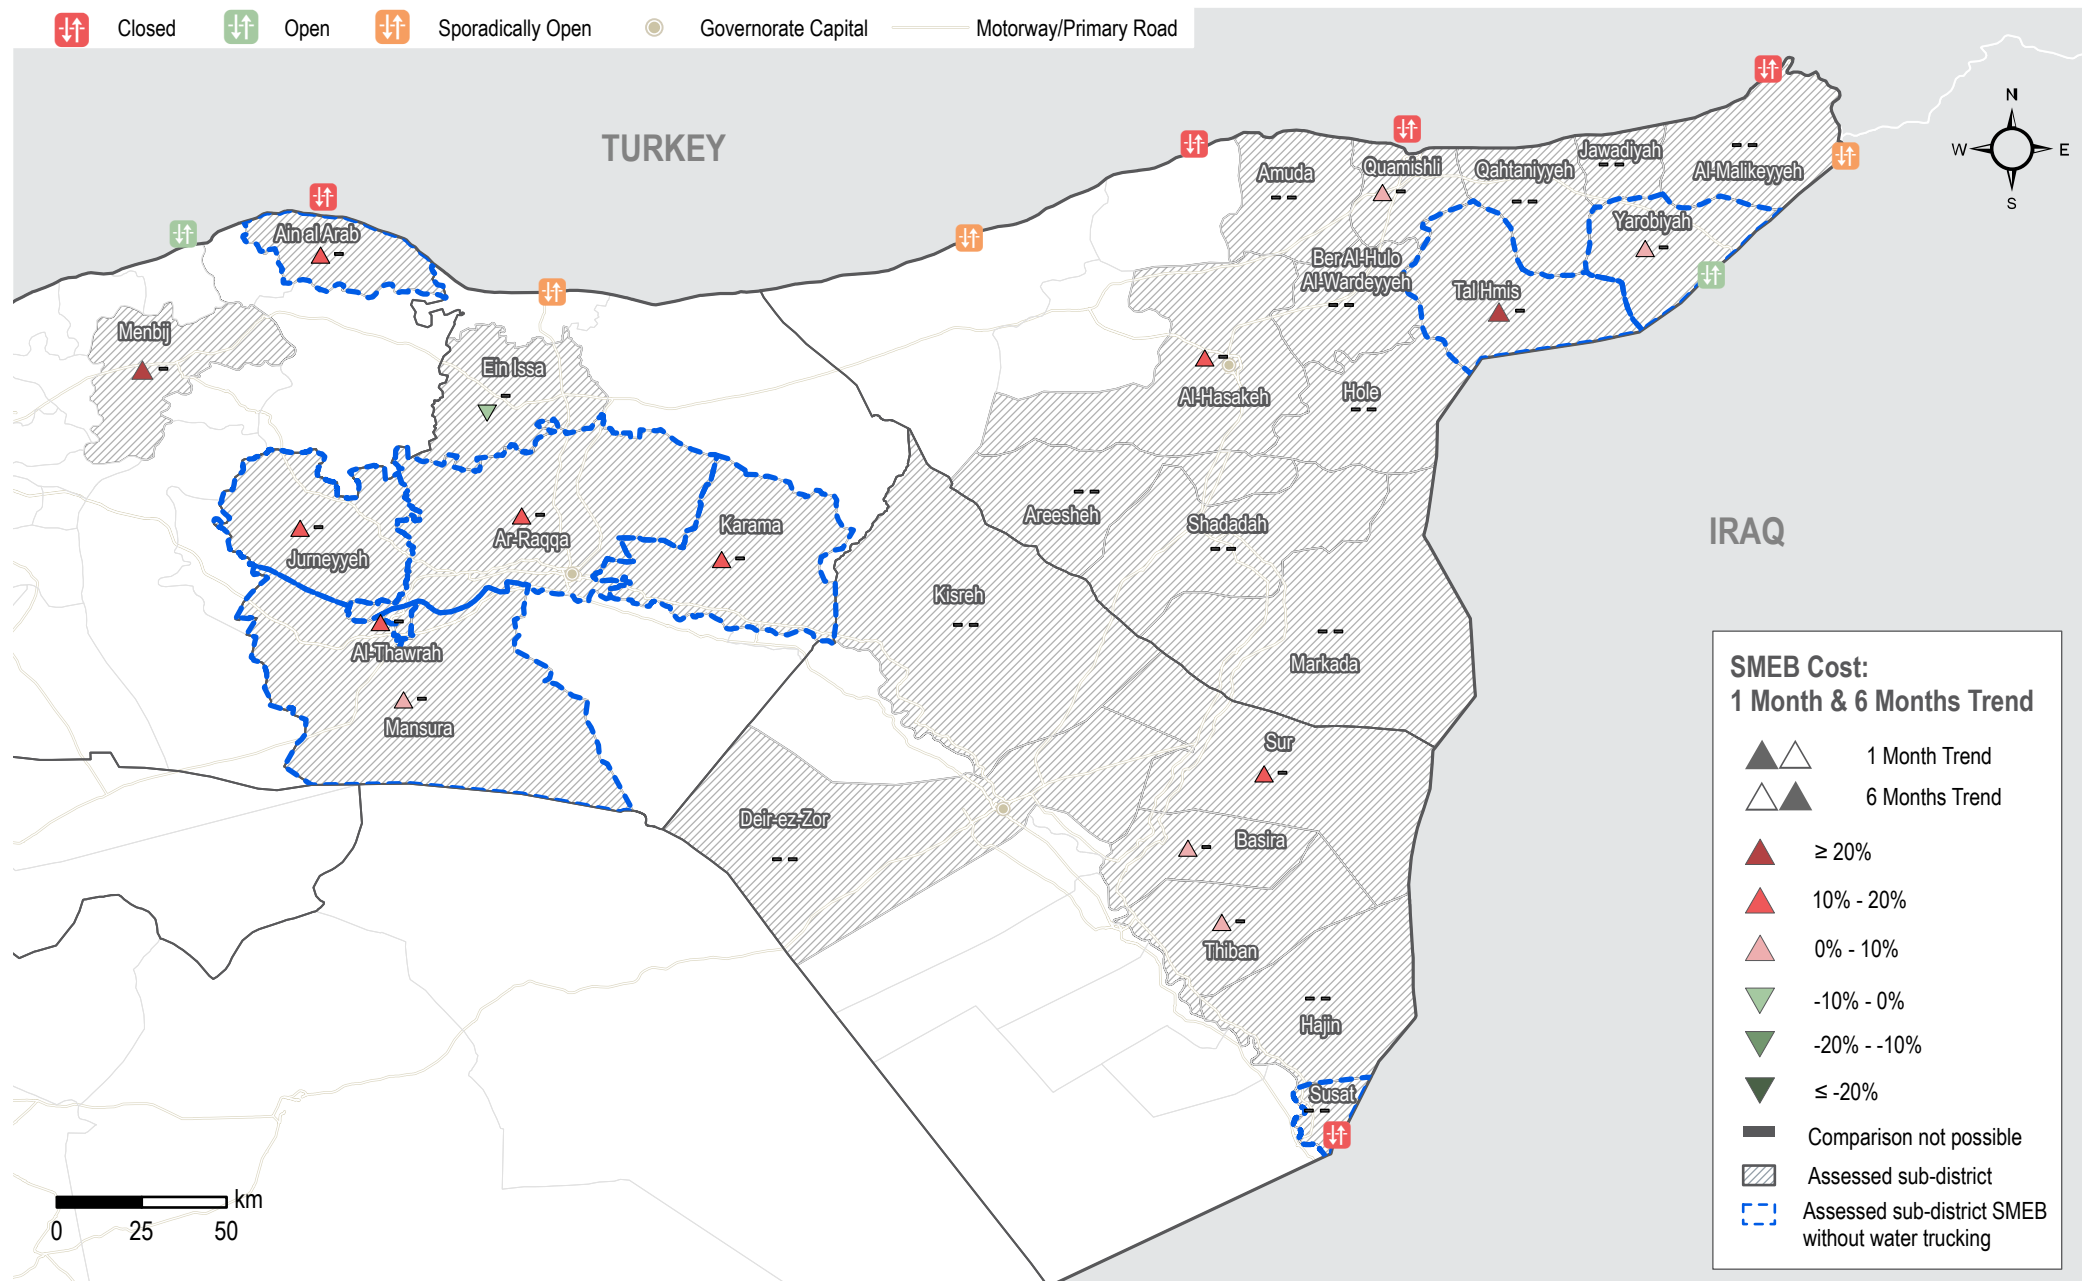 Closed
Open
Sporadically Open
Governorate Capital
Motorway/Primary Road
TURKEY
N
W
E
S
Jawadiyah
Amuda
Quamishli
Qahtaniyyeh
Al-Malikeyyeh
Ain al Arab
Yarobiyah
Ber Al-Hulo
Al-Wardeyyeh
Tal Hmis
Menbij
Ein Issa
Al-Hasakeh
Hole
Areesheh
Shadadah
Karama
Ar-Raqqa
Jurneyyeh
IRAQ
Kisreh
Al-Thawrah
Markada
Mansura
Sur
Deir-ez-Zor
Basira
Thiban
Hajin
Susat
SMEB Cost:
1 Month & 6 Months Trend
1 Month Trend
6 Months Trend
≥ 20%
10% - 20%
0% - 10%
-10% - 0%
-20% - -10%
≤ -20%
Comparison not possible
Assessed sub-district
Assessed sub-district SMEB
without water trucking
km
0 25 50